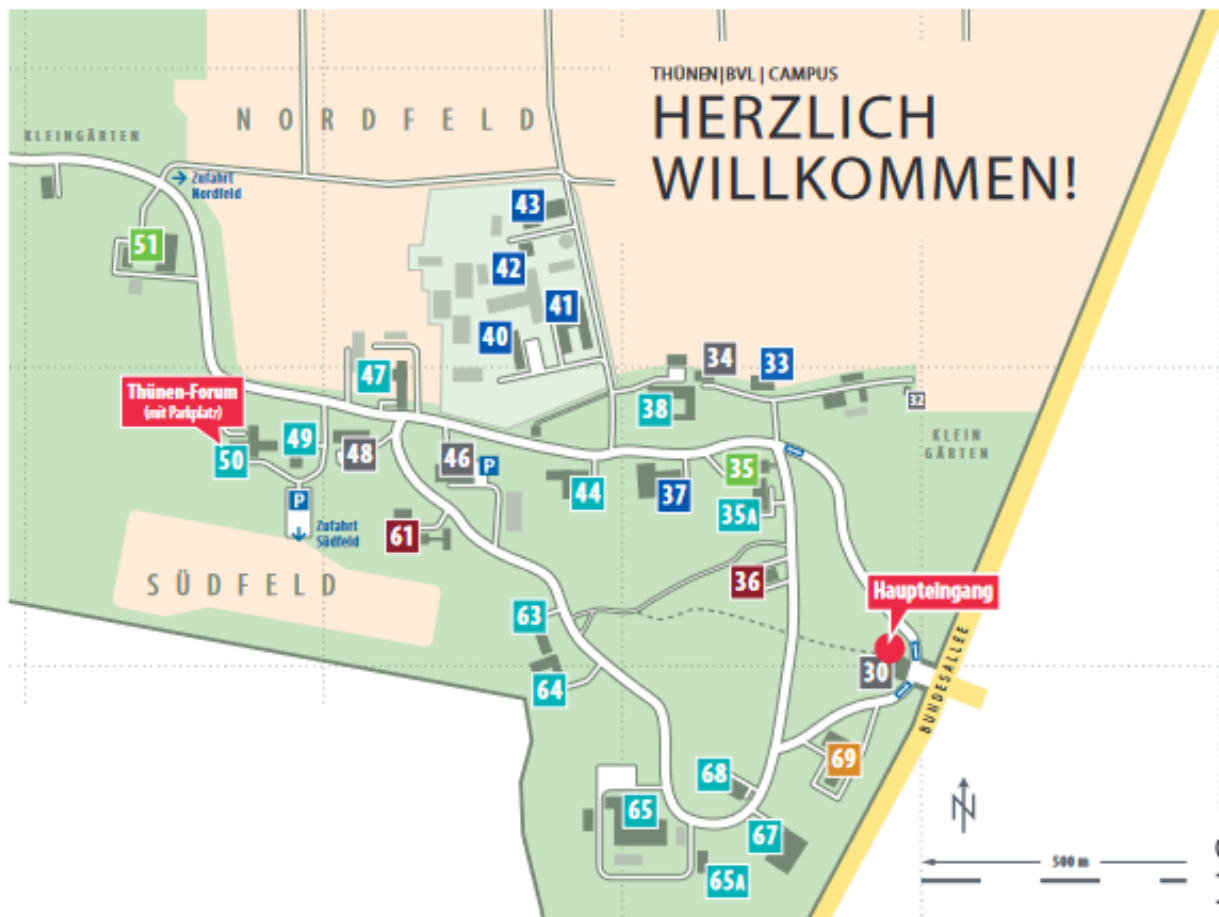 THÜNEN|BVL | CAMPUS
HERZLICH
WILLKOMMEN!
NORDFELD
KLEINGÄRTEN
Zufahrt
Nordfeld
43
51
42
41
40
34
33
47
Thünen-Forum
(mit Parkplatz)
38
32
KLEIN
GÄRTEN
49
48
46
P
50
44
37
35
35A
P
61
Zufahrt
Südfeld
SÜDFELD
36
Haupteingang
63
30
BUNDESALLEE
64
69
68
65
67
65A
N
500 m